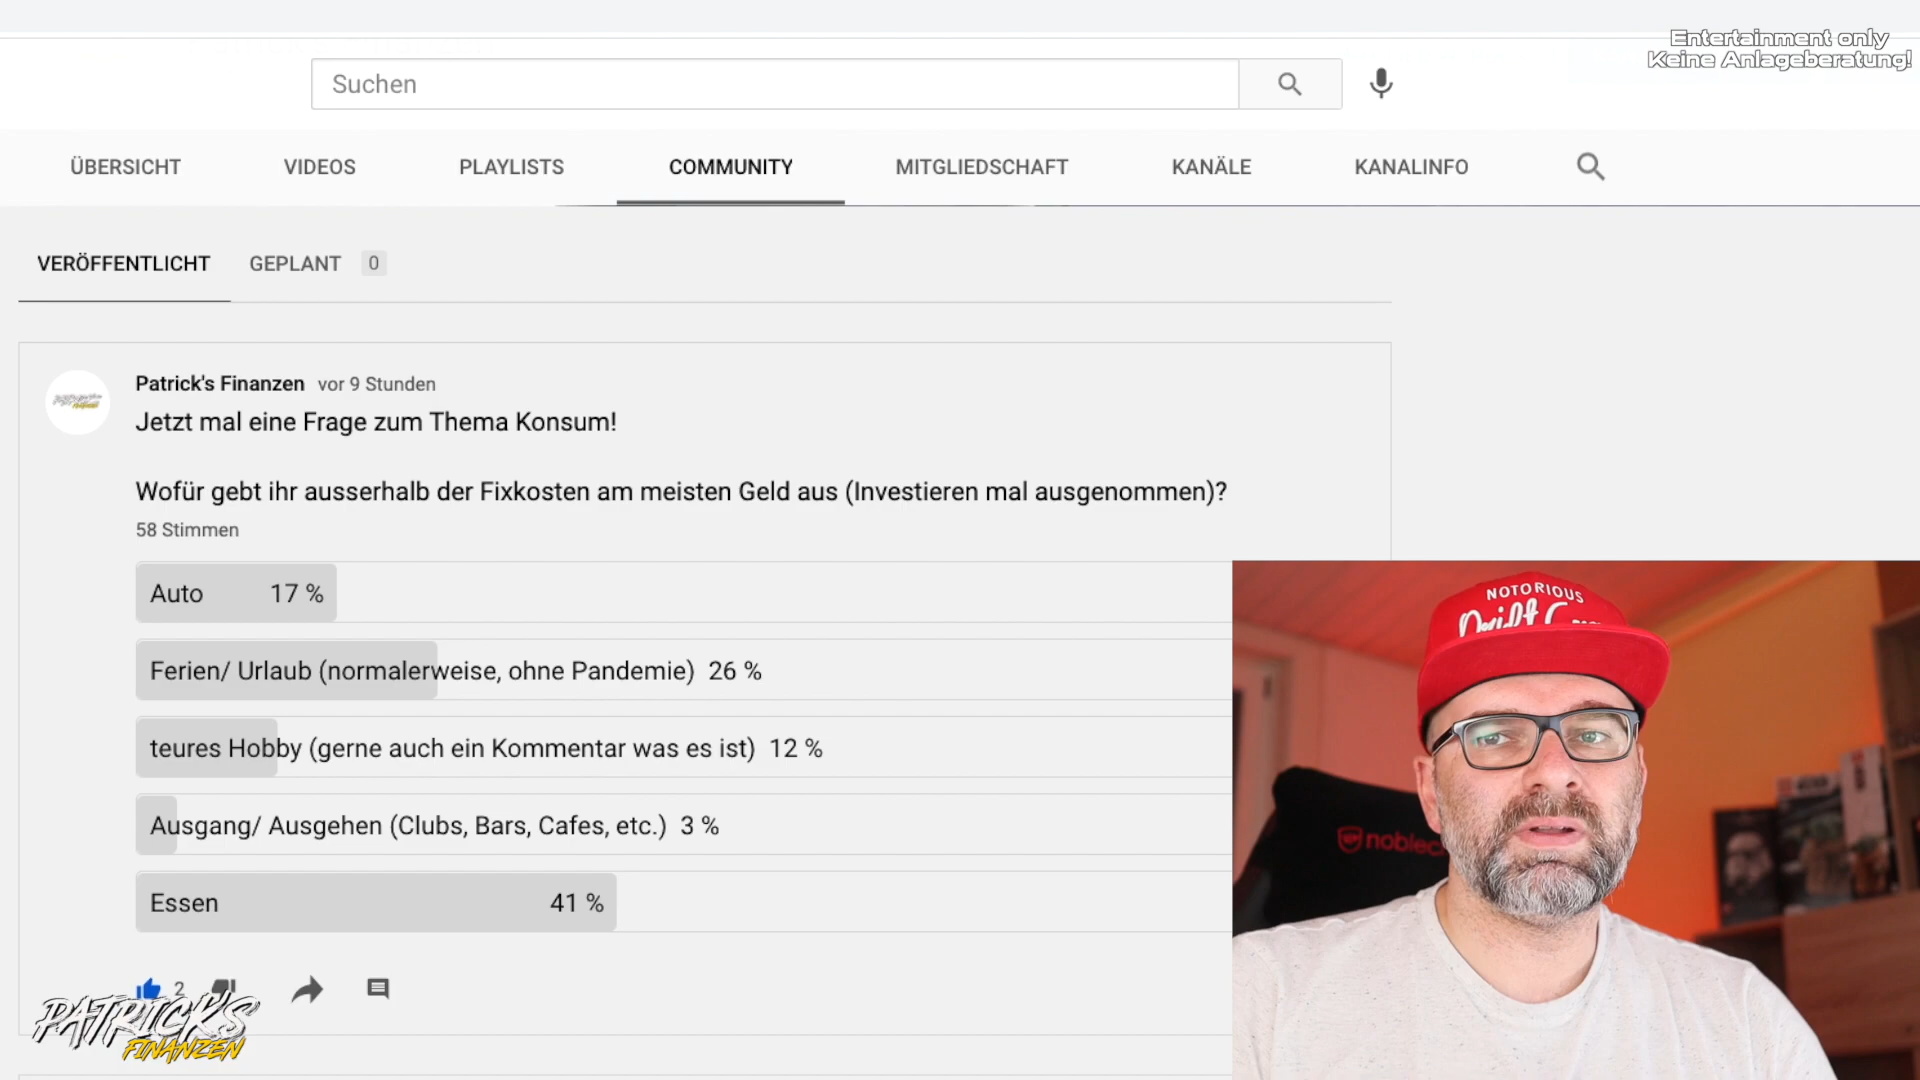 Entertainment only
Keine Anlageberatung!
Suchen
ÜBERSICHT VIDEOS PLAYLISTS COMMUNITY MITGLIEDSCHAFT KANÄLE KANALINFO
VERÖFFENTLICHT GEPLANT 0
Patrick's Finanzen vor 9 Stunden
Jetzt mal eine Frage zum Thema Konsum!
Wofür gebt ihr ausserhalb der Fixkosten am meisten Geld aus (Investieren mal ausgenommen)?
58 Stimmen
Auto 17 %
Ferien/ Urlaub (normalerweise, ohne Pandemie) 26 %
teures Hobby (gerne auch ein Kommentar was es ist) 12 %
Ausgang/ Ausgehen (Clubs, Bars, Cafes, etc.) 3 %
Essen 41 %
2
PATRICK'S
FINANZEN
NOTORIOUS
noblec